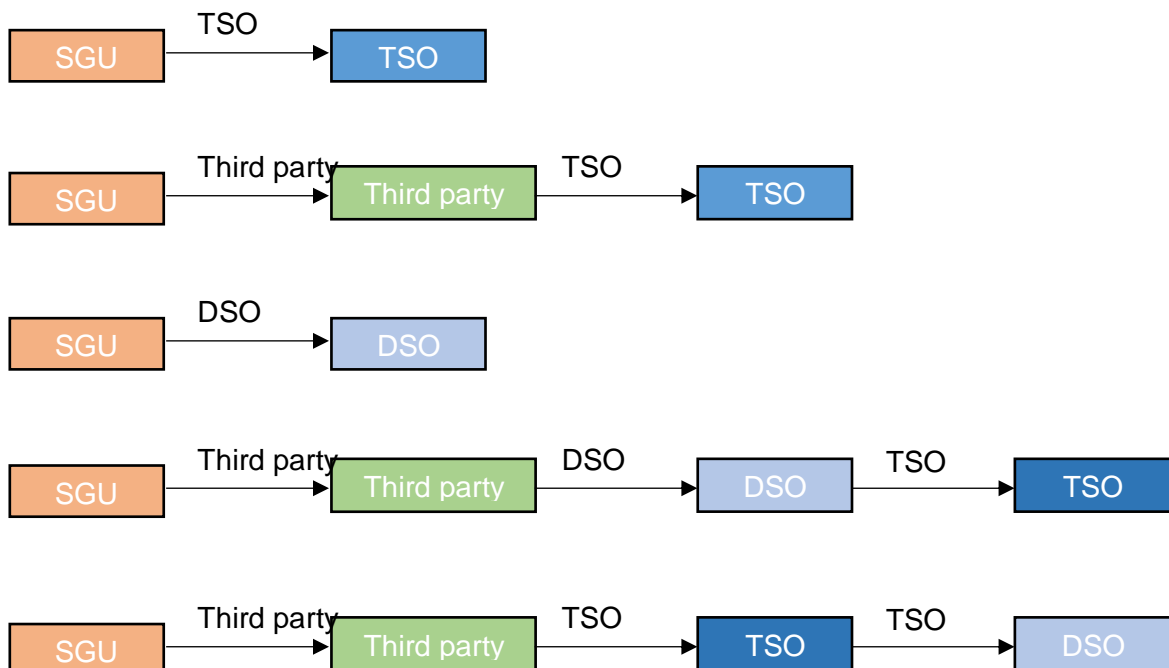 TSO
SGU TSO
Third party TSO
SGU Third party TSO
DSO
SGU DSO
Third party DSO TSO
SGU Third party DSO TSO
Third party TSO TSO
SGU Third party TSO DSO